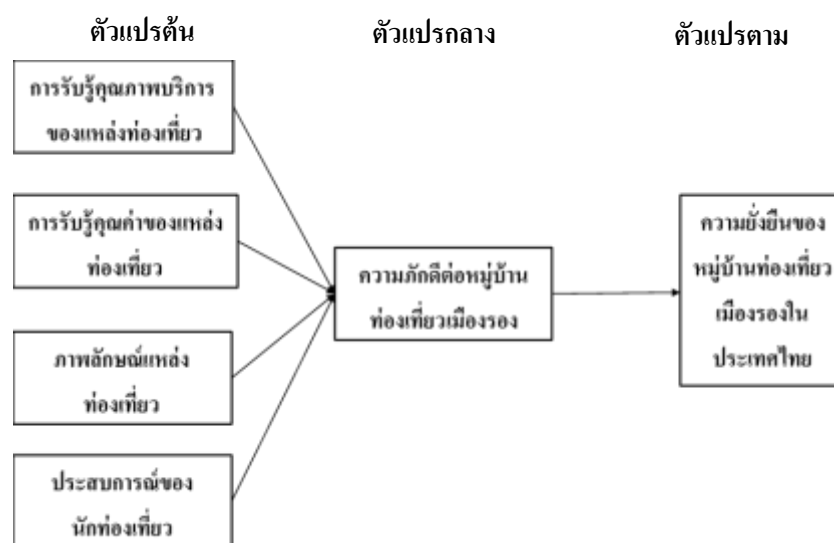 ตัวแปรต้น
ตัวแปรกลาง
ตัวแปรตาม
การรับรู้คุณภาพบริการ
ของแหล่งท่องเที่ยว
การรับรู้คุณค่าของแหล่ง
ท่องเที่ยว
ภาพลักษณ์แหล่ง
ท่องเที่ยว
ประสบการณ์ของ
นักท่องเที่ยว
ความภักดีต่อหมู่บ้าน
ท่องเที่ยวเมืองรอง
ความยั่งยืนของ
หมู่บ้านท่องเที่ยว
เมืองรองใน
ประเทศไทย